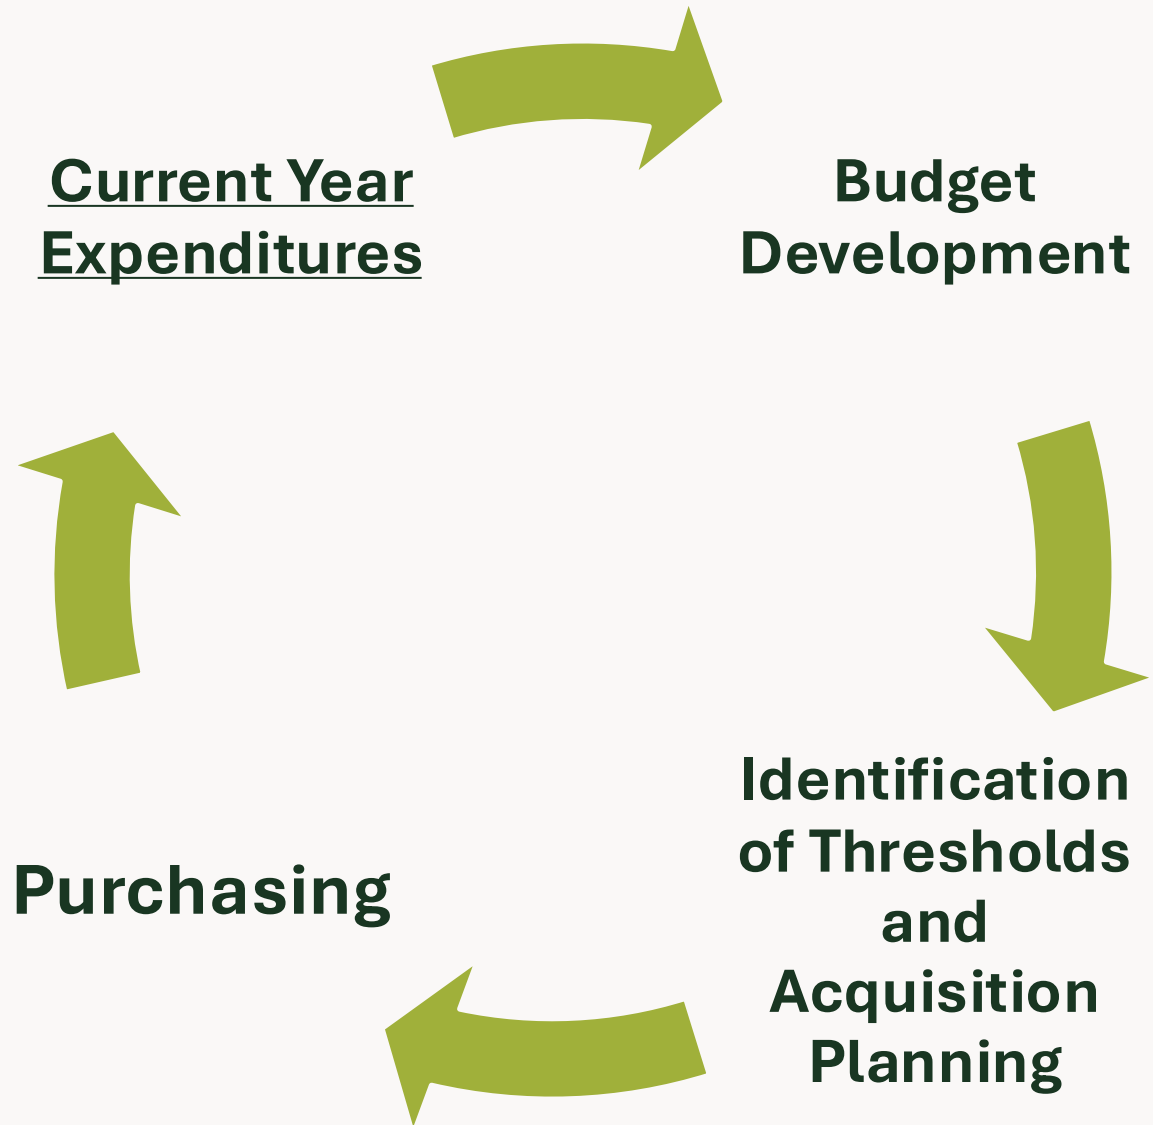 Current Year
Expenditures
Budget
Development
Identification
of Thresholds
and
Acquisition
Planning
Purchasing